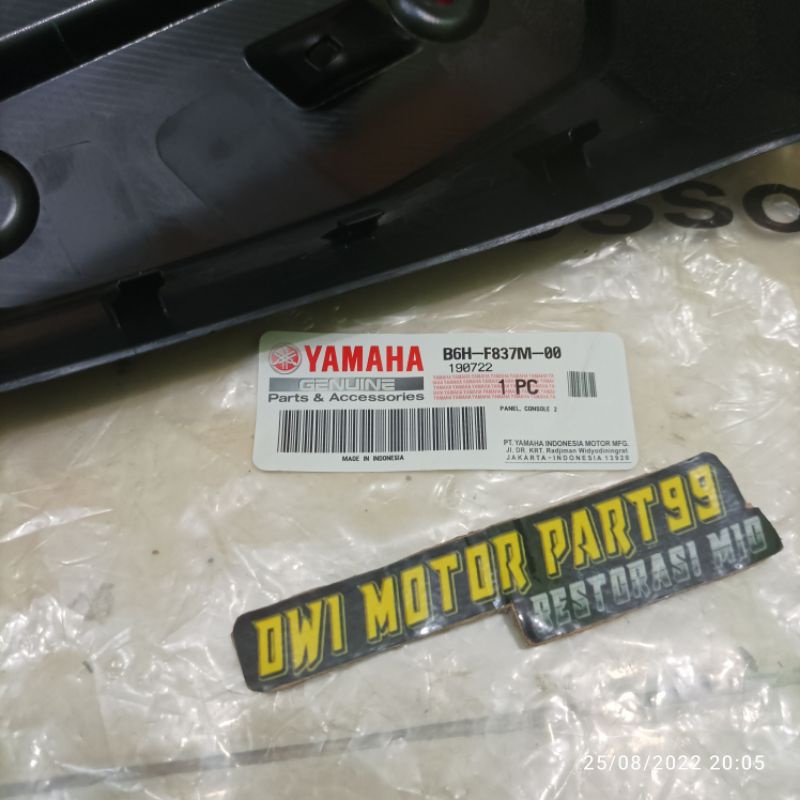 sso
YAMAHA
GENUINE
Parts & Accessories
B6H-F837M-00
190722
1 PC
PANEL, CONSOLE 2
MADE IN INDONESIA
PT. YAMAHA INDONESIA MOTOR MFG.
Jl. DR. KRT. Radjiman Widyodiningrat
JAKARTA-INDONESIA 13920
DWI MOTOR PART99
RESTORASI MIO
25/08/2022 20:05